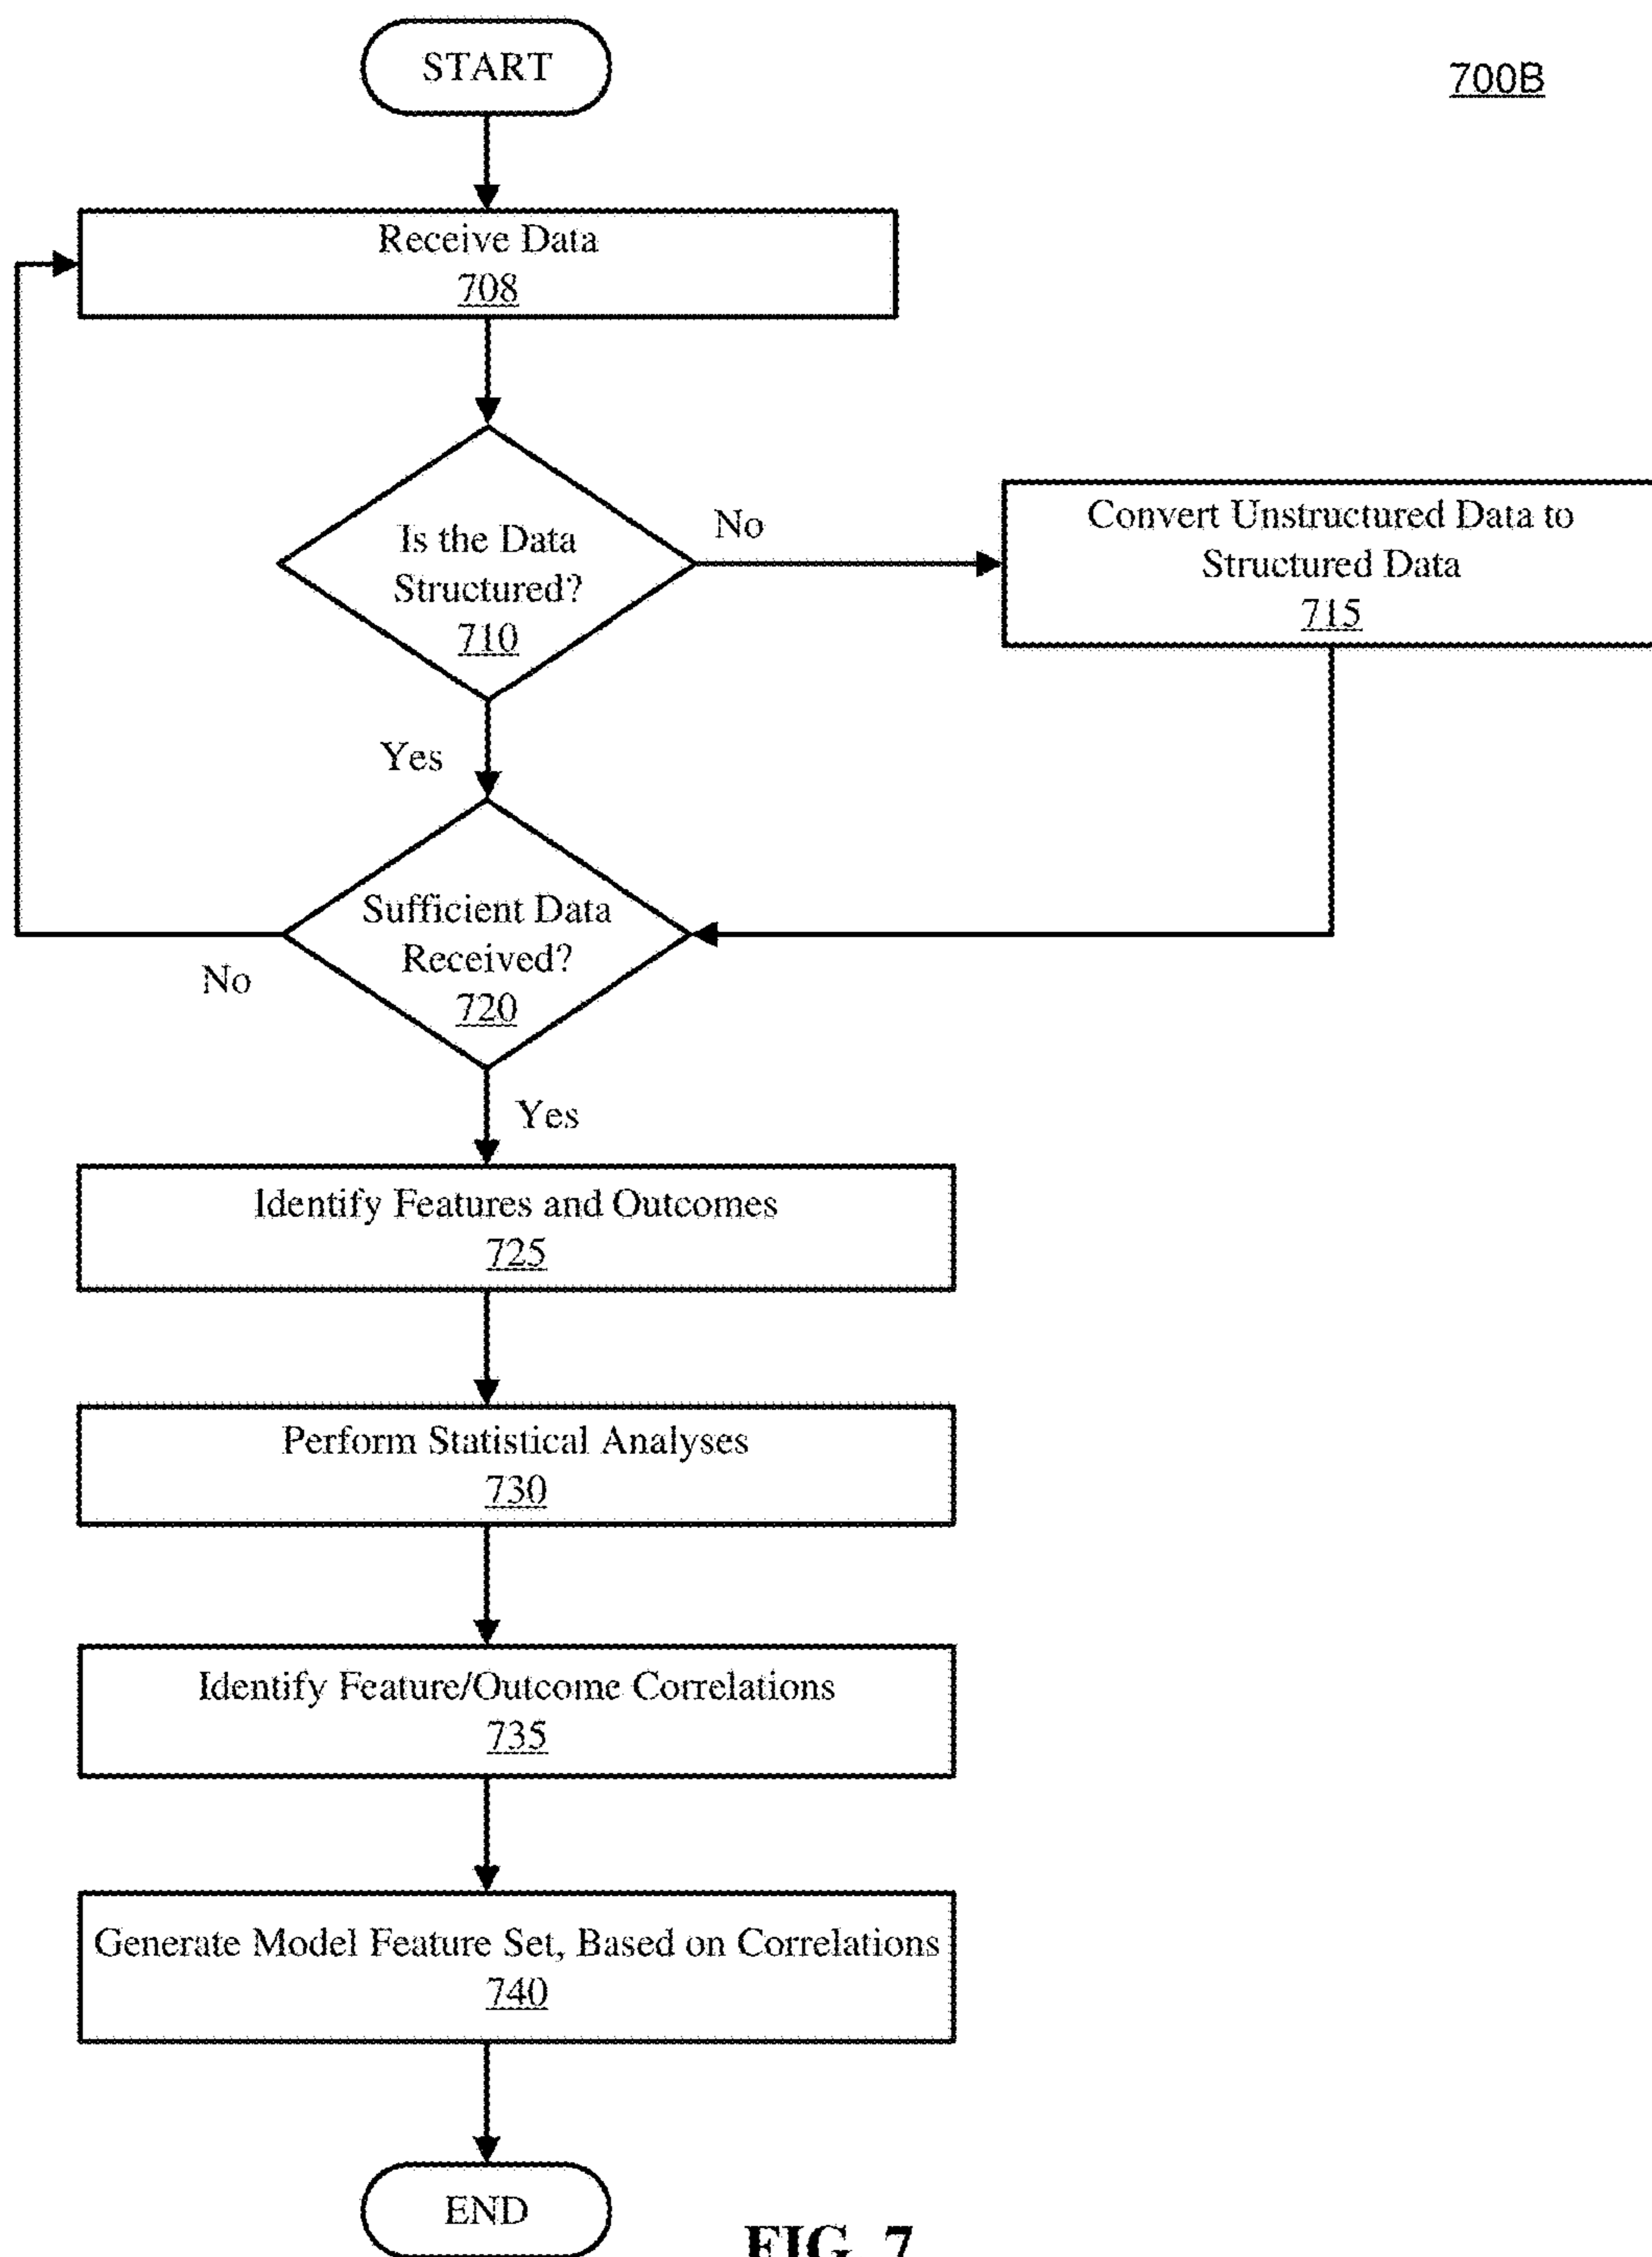 START
700B
Receive Data
708
Is the Data
Structured?
710
No
Convert Unstructured Data to
Structured Data
715
Yes
Sufficient Data
Received?
720
No
Yes
Identify Features and Outcomes
725
Perform Statistical Analyses
730
Identify Feature/Outcome Correlations
735
Generate Model Feature Set, Based on Correlations
740
END
FIG. 7